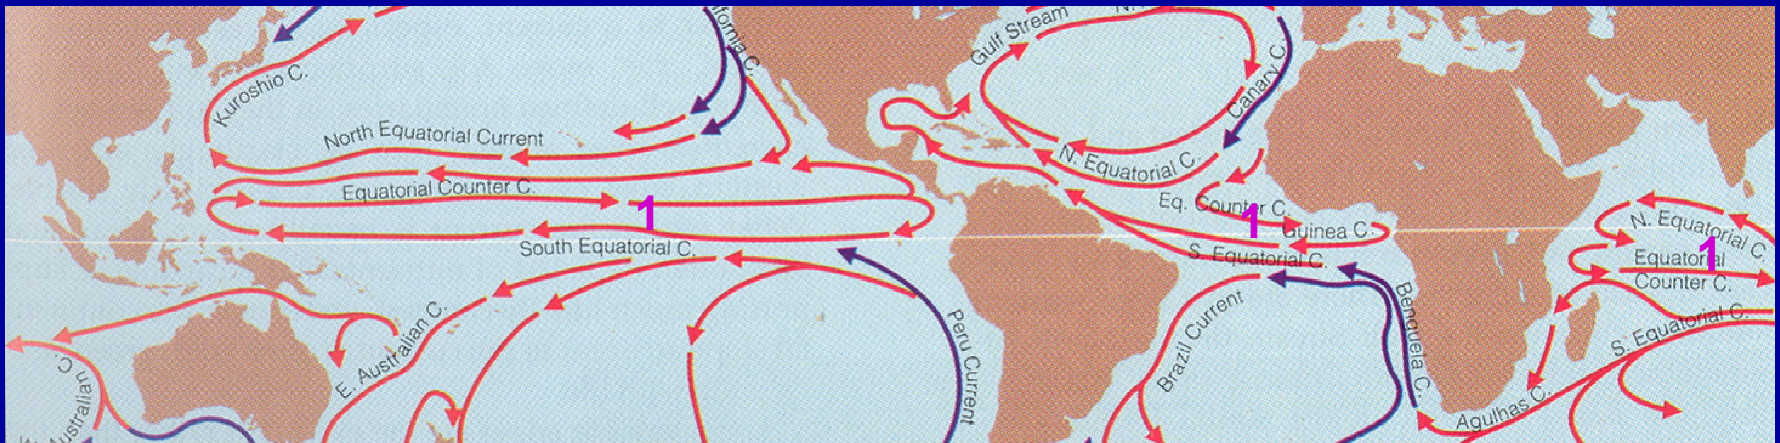 Kuroshio C.
North Equatorial Current
Equatorial Counter C.
1
South Equatorial C.
E. Australian C.
Peru Current
Gulf Stream
Canary C.
N. Equatorial C.
Eq. Counter C.
1
Guinea C.
S. Equatorial C.
Brazil Current
Benguela C.
N. Equatorial C.
1
Equatorial
Counter C.
S. Equatorial C.
Agulhas C.